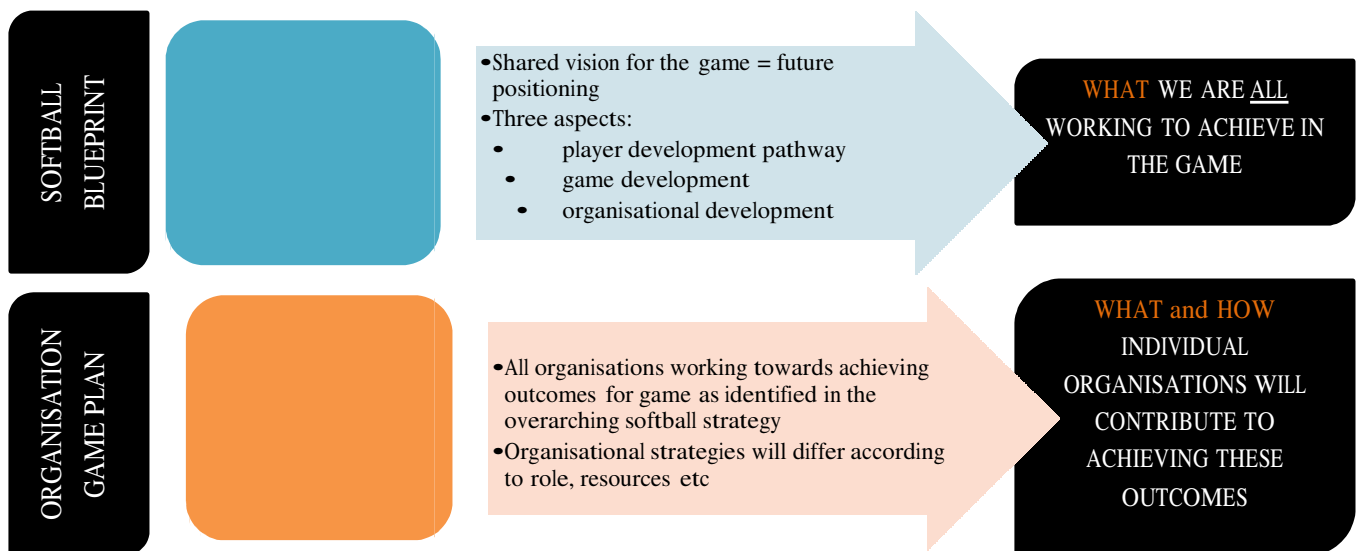 SOFTBALL
BLUEPRINT
•Shared vision for the game = future
positioning
•Three aspects:
• player development pathway
• game development
• organisational development
WHAT WE ARE ALL
WORKING TO ACHIEVE IN
THE GAME
ORGANISATION
GAME PLAN
•All organisations working towards achieving
outcomes for game as identified in the
overarching softball strategy
•Organisational strategies will differ according
to role, resources etc
WHAT and HOW
INDIVIDUAL
ORGANISATIONS WILL
CONTRIBUTE TO
ACHIEVING THESE
OUTCOMES